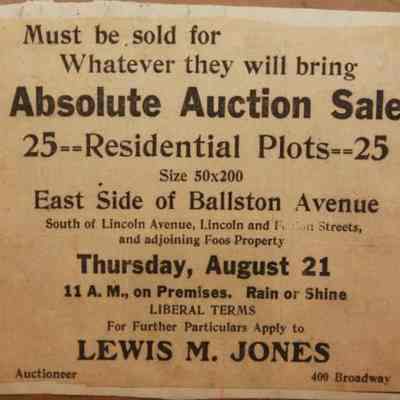 Must be sold for
Whatever they will bring
Absolute Auction Sale
25==Residential Plots==25
Size 50x200
East Side of Ballston Avenue
South of Lincoln Avenue, Lincoln and Streets,
and adjoining Foos Property
Thursday, August 21
11 A. M., on Premises. Rain or Shine
LIBERAL TERMS
For Further Particulars Apply to
LEWIS M. JONES
Auctioneer 400 Broadway